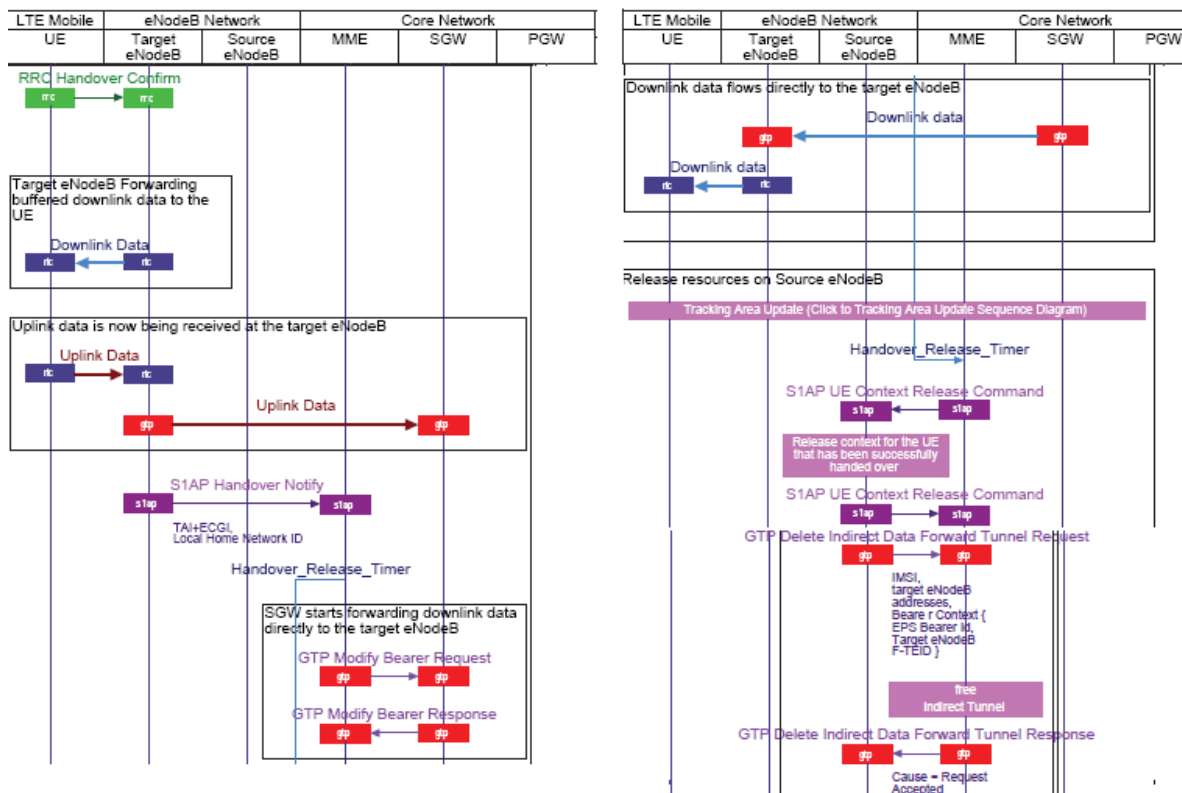 LTE Mobile eNodeB Network Core Network
UE Target eNodeB Source eNodeB MME SGW PGW
RRC Handover Confirm
rrc rrc
Target eNodeB Forwarding
buffered downlink data to the
UE
Downlink Data
rlc rlc
Uplink data is now being received at the target eNodeB
Uplink Data
rlc rlc
Uplink Data
gtp gtp
S1AP Handover Notify
s1ap s1ap
TAI+ECGI,
Local Home Network ID
Handover_Release_Timer
SGW starts forwarding downlink data
directly to the target eNodeB
GTP Modify Bearer Request
gtp gtp
GTP Modify Bearer Response
gtp gtp
LTE Mobile eNodeB Network Core Network
UE Target eNodeB Source eNodeB MME SGW PGW
Downlink data flows directly to the target eNodeB
Downlink data
gtp gtp
Downlink data
rlc rlc
Release resources on Source eNodeB
Tracking Area Update (Click to Tracking Area Update Sequence Diagram)
Handover_Release_Timer
S1AP UE Context Release Command
s1ap s1ap
Release context for the UE
that has been successfully
handed over
S1AP UE Context Release Command
s1ap s1ap
GTP Delete Indirect Data Forward Tunnel Request
gtp gtp
IMSI,
target eNodeB
addresses,
Beare r Context {
EPS Bearer Id,
Target eNodeB
F-TEID }
free
Indirect Tunnel
GTP Delete Indirect Data Forward Tunnel Response
gtp gtp
Cause = Request
Accepted